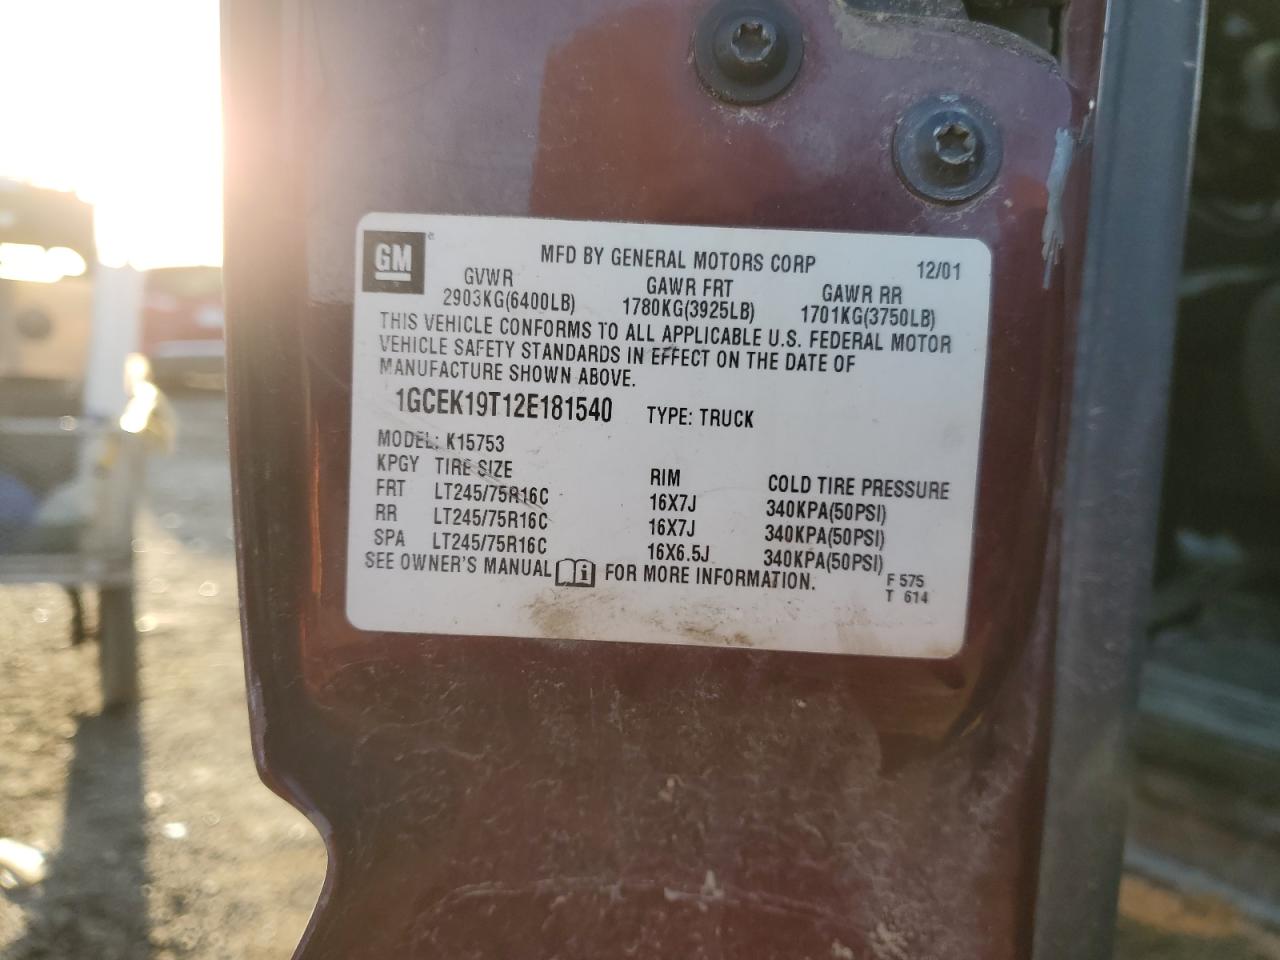 GM® MFD BY GENERAL MOTORS CORP 12/01
GVWR GAWR FRT GAWR RR
2903KG(6400LB) 1780KG(3925LB) 1701KG(3750LB)
THIS VEHICLE CONFORMS TO ALL APPLICABLE U.S. FEDERAL MOTOR
VEHICLE SAFETY STANDARDS IN EFFECT ON THE DATE OF
MANUFACTURE SHOWN ABOVE.
1GCEK19T12E181540 TYPE: TRUCK
MODEL: K15753
KPGY TIRE SIZE RIM COLD TIRE PRESSURE
FRT LT245/75R16C 16X7J 340KPA(50PSI)
RR LT245/75R16C 16X7J 340KPA(50PSI)
SPA LT245/75R16C 16X6.5J 340KPA(50PSI)
SEE OWNER'S MANUAL i FOR MORE INFORMATION. F 575
T 614